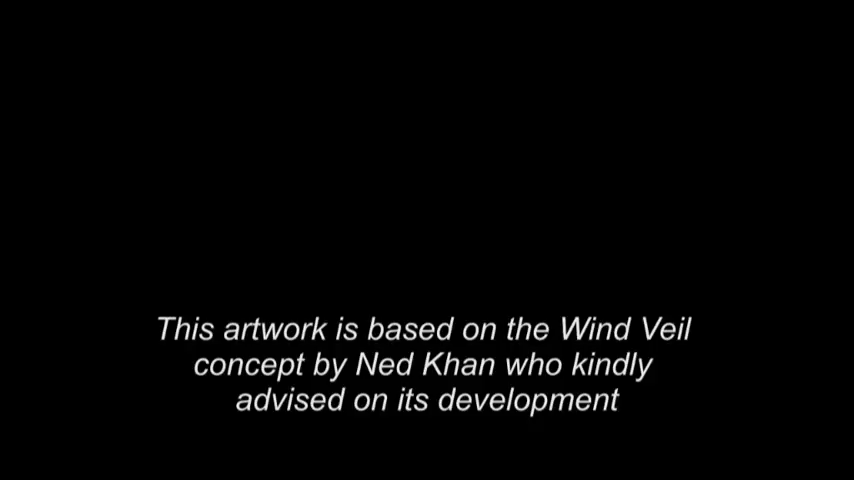 This artwork is based on the Wind Veil
concept by Ned Khan who kindly
advised on its development